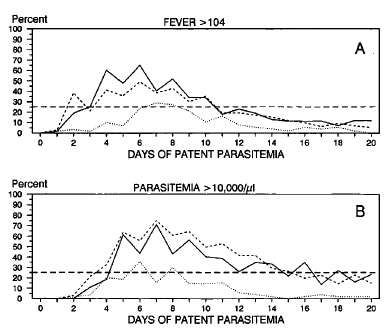 FEVER >104
Percent
A
100
90
80
70
60
50
40
30
20
10
0
0 2 4 6 8 10 12 14 16 18 20
DAYS OF PATENT PARASITEMIA
PARASITEMIA >10,000/µl
Percent
B
100
90
80
70
60
50
40
30
20
10
0
0 2 4 6 8 10 12 14 16 18 20
DAYS OF PATENT PARASITEMIA